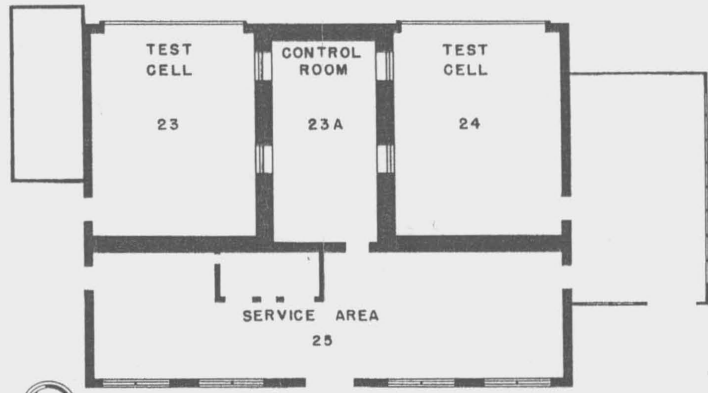 TEST
CELL
23
CONTROL
ROOM
23A
TEST
CELL
24
SERVICE AREA
25